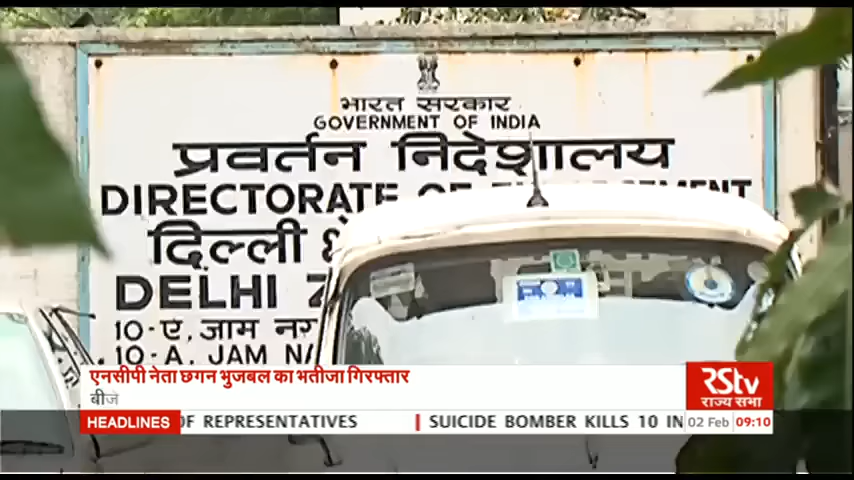 भारत सरकार
GOVERNMENT OF INDIA
प्रवर्तन निदेशालय
DIRECTORATE OF
दिल्ली
DELHI
10-ए, जाम
10-A, JAM
एनसीपी नेता छगन भुजबल का भतीजा गिरफ्तार
बीजे
RSTV
राज्य सभा
HEADLINES OF REPRESENTATIVES SUICIDE BOMBER KILLS 10 IN 02 Feb 09:10